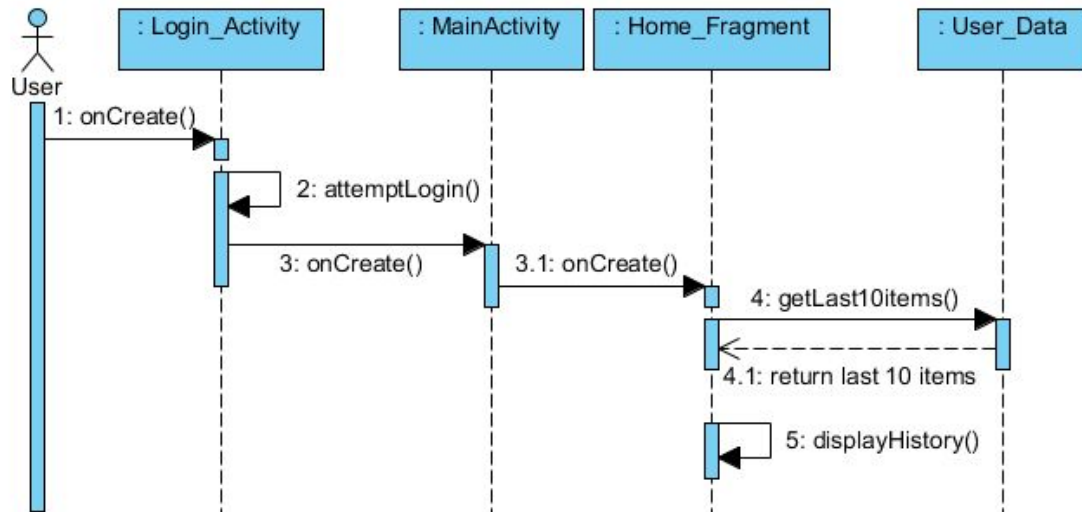 : Login_Activity
: MainActivity
: Home_Fragment
: User_Data
User
1: onCreate()
2: attemptLogin()
3: onCreate()
3.1: onCreate()
4: getLast10items()
4.1: return last 10 items
5: displayHistory()